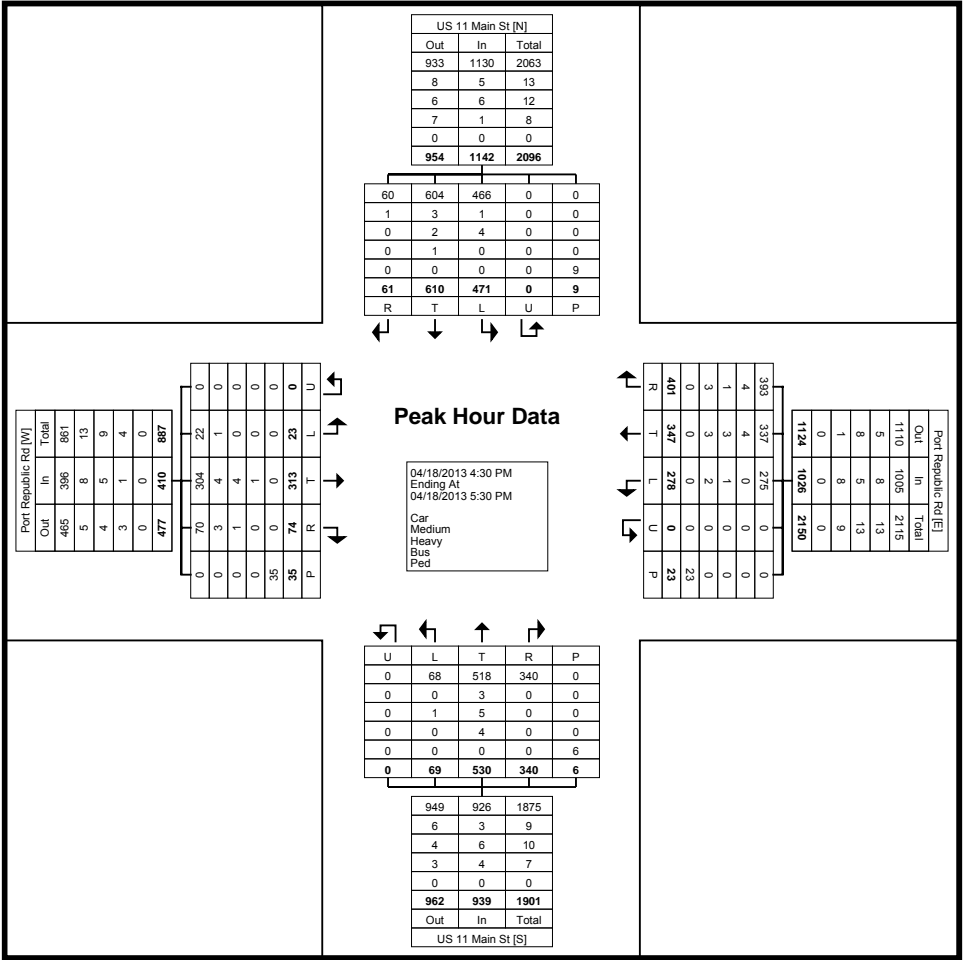 US 11 Main St [N]
Out In Total
933 1130 2063
8 5 13
6 6 12
7 1 8
0 0 0
954 1142 2096
60 604 466 0 0
1 3 1 0 0
0 2 4 0 0
0 1 0 0 0
0 0 0 0 9
61 610 471 0 9
R T L U P
Port Republic Rd [W]
Out In Total
465 396 861
5 8 13
4 5 9
3 1 4
0 0 0
477 410 887
0 70 304 22 0
0 3 4 1 0
0 1 4 0 0
0 0 1 0 0
35 0 0 0 0
35 74 313 23 0
P R T L U
Peak Hour Data
04/18/2013 4:30 PM
Ending At
04/18/2013 5:30 PM
Car
Medium
Heavy
Bus
Ped
Port Republic Rd [E]
Out In Total
1110 1005 2115
5 8 13
8 5 13
1 8 9
0 0 0
1124 1026 2150
393 337 275 0 0
4 4 0 0 0
1 3 1 0 0
3 3 2 0 0
0 0 0 0 23
401 347 278 0 23
R T L U P
U L T R P
0 68 518 340 0
0 0 3 0 0
0 1 5 0 0
0 0 4 0 0
0 0 0 0 6
0 69 530 340 6
949 926 1875
6 3 9
4 6 10
3 4 7
0 0 0
962 939 1901
Out In Total
US 11 Main St [S]